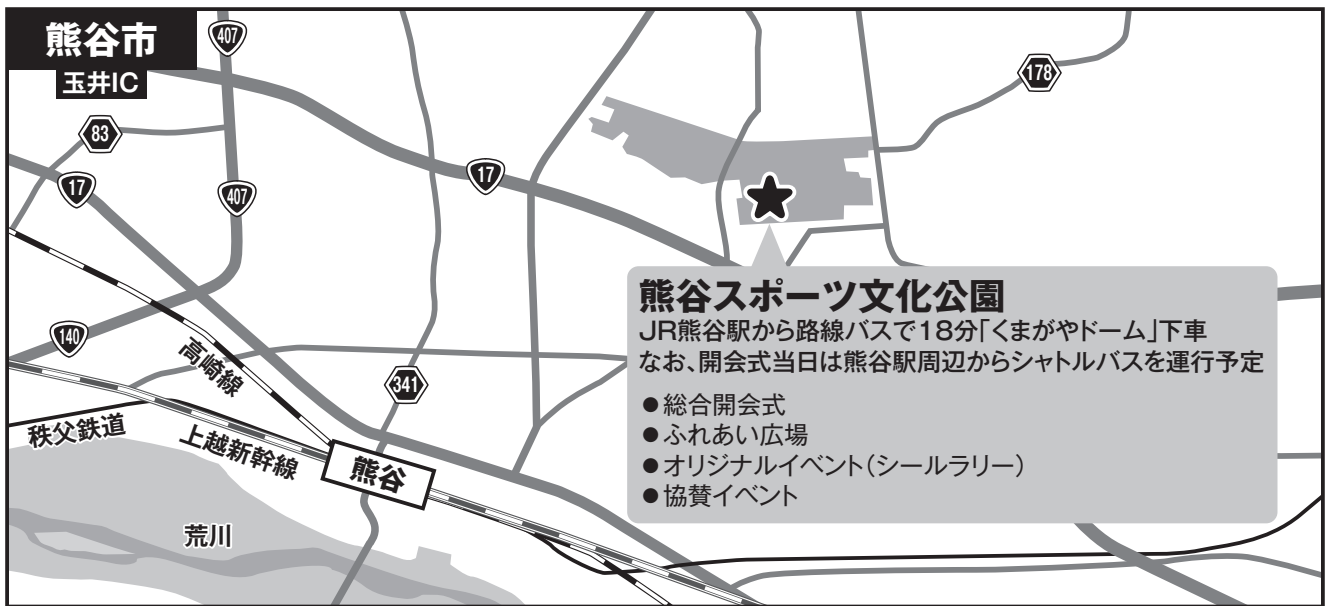 熊谷市
玉井IC
407
178
83
17
17
407
熊谷スポーツ文化公園
JR熊谷駅から路線バスで18分「くまがやドーム」下車
なお、開会式当日は熊谷駅周辺からシャトルバスを運行予定
●総合開会式
●ふれあい広場
●オリジナルイベント(シールラリー)
●協賛イベント
140
高崎線
341
秩父鉄道
上越新幹線
熊谷
荒川